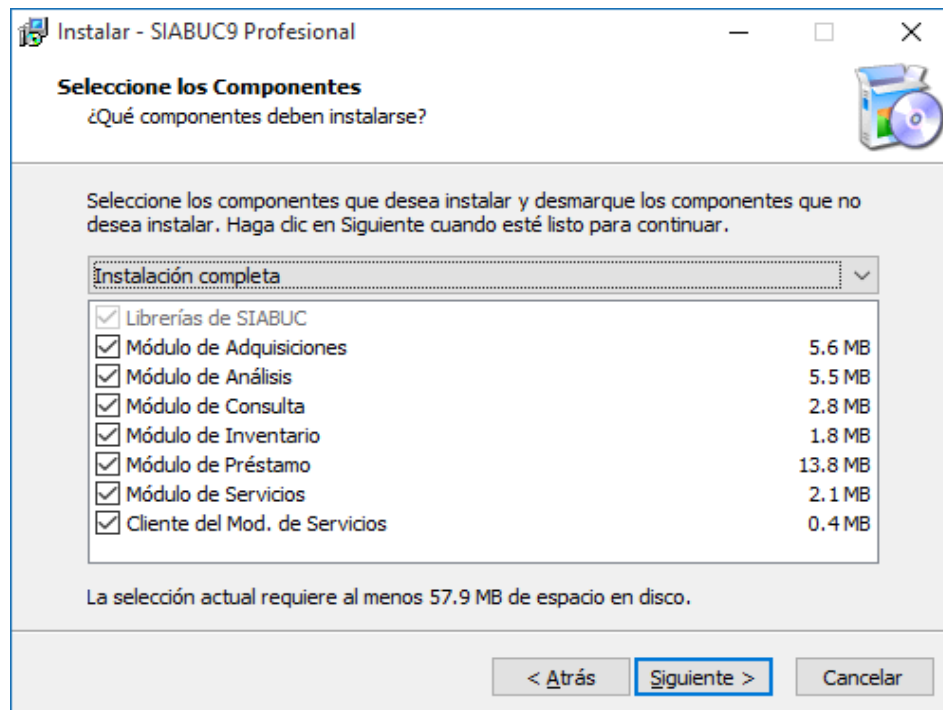 Instalar - SIABUC9 Profesional
Seleccione los Componentes
¿Qué componentes deben instalarse?
Seleccione los componentes que desea instalar y desmarque los componentes que no
desea instalar. Haga clic en Siguiente cuando esté listo para continuar.
Instalación completa
Librerías de SIABUC
Módulo de Adquisiciones 5.6 MB
Módulo de Análisis 5.5 MB
Módulo de Consulta 2.8 MB
Módulo de Inventario 1.8 MB
Módulo de Préstamo 13.8 MB
Módulo de Servicios 2.1 MB
Cliente del Mod. de Servicios 0.4 MB
La selección actual requiere al menos 57.9 MB de espacio en disco.
< Atrás Siguiente > Cancelar